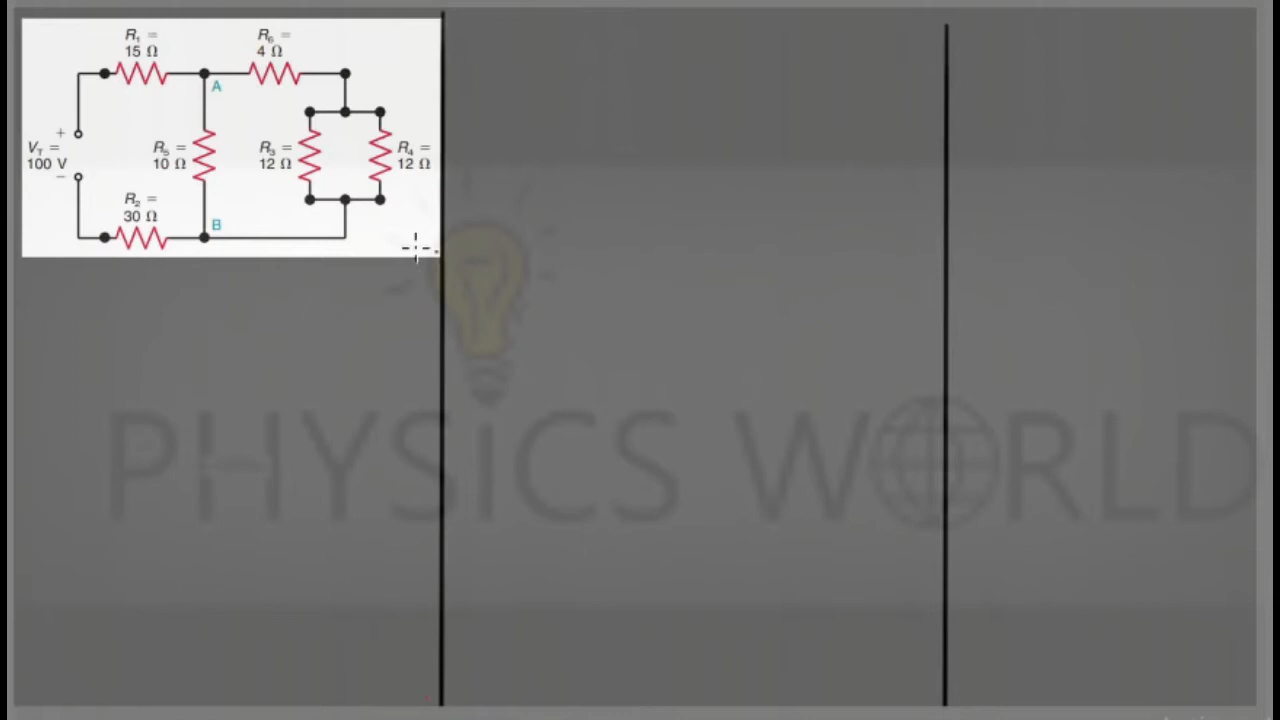 R₁ =
15 Ω
R₆ =
4 Ω
A
+
V_T =
100 V
−
R₅ =
10 Ω
R₃ =
12 Ω
R₄ =
12 Ω
R₂ =
30 Ω
B
PHYSiCS WORLD